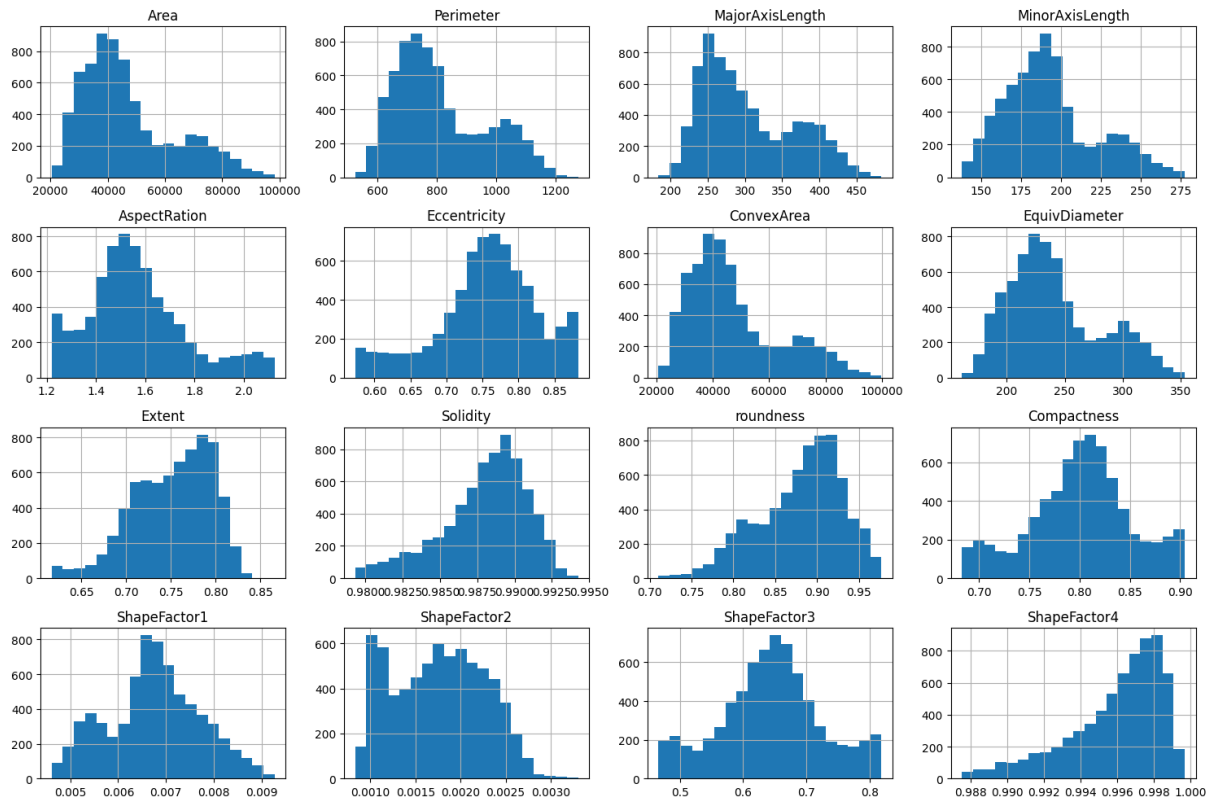 Area Perimeter MajorAxisLength MinorAxisLength
800 800 800 800
600 600 600 600
400 400 400 400
200 200 200 200
0 0 0 0
20000 40000 60000 80000 100000 600 800 1000 1200 200 250 300 350 400 450 150 175 200 225 250 275
AspectRation Eccentricity ConvexArea EquivDiameter
800 600 800 800
600 400 600 600
400 200 400 400
200 0 200 200
0 0 0
1.2 1.4 1.6 1.8 2.0 0.60 0.65 0.70 0.75 0.80 0.85 20000 40000 60000 80000 100000 200 250 300 350
Extent Solidity roundness Compactness
800 800 800 600
600 600 600 400
400 400 400 200
200 200 200 0
0 0 0
0.65 0.70 0.75 0.80 0.85 0.9800 0.9825 0.9850 0.9875 0.9900 0.9925 0.9950 0.70 0.75 0.80 0.85 0.90 0.95 0.70 0.75 0.80 0.85 0.90
ShapeFactor1 ShapeFactor2 ShapeFactor3 ShapeFactor4
800 600 600 800
600 400 400 600
400 200 200 400
200 0 0 200
0 0
0.005 0.006 0.007 0.008 0.009 0.0010 0.0015 0.0020 0.0025 0.0030 0.5 0.6 0.7 0.8 0.988 0.990 0.992 0.994 0.996 0.998 1.000